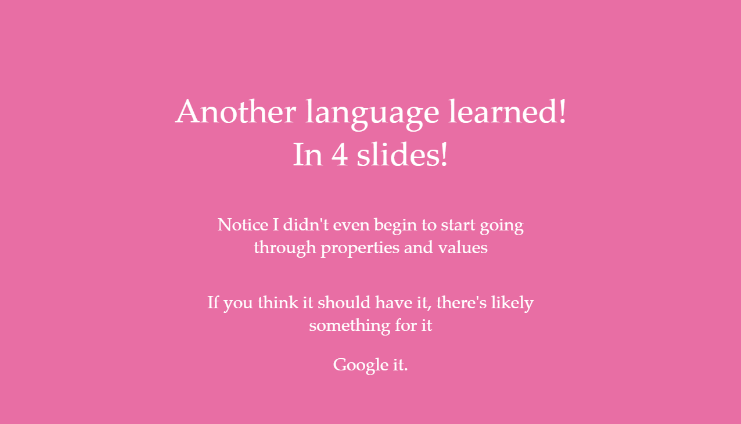 Another language learned!
In 4 slides!
Notice I didn't even begin to start going
through properties and values
If you think it should have it, there's likely
something for it
Google it.